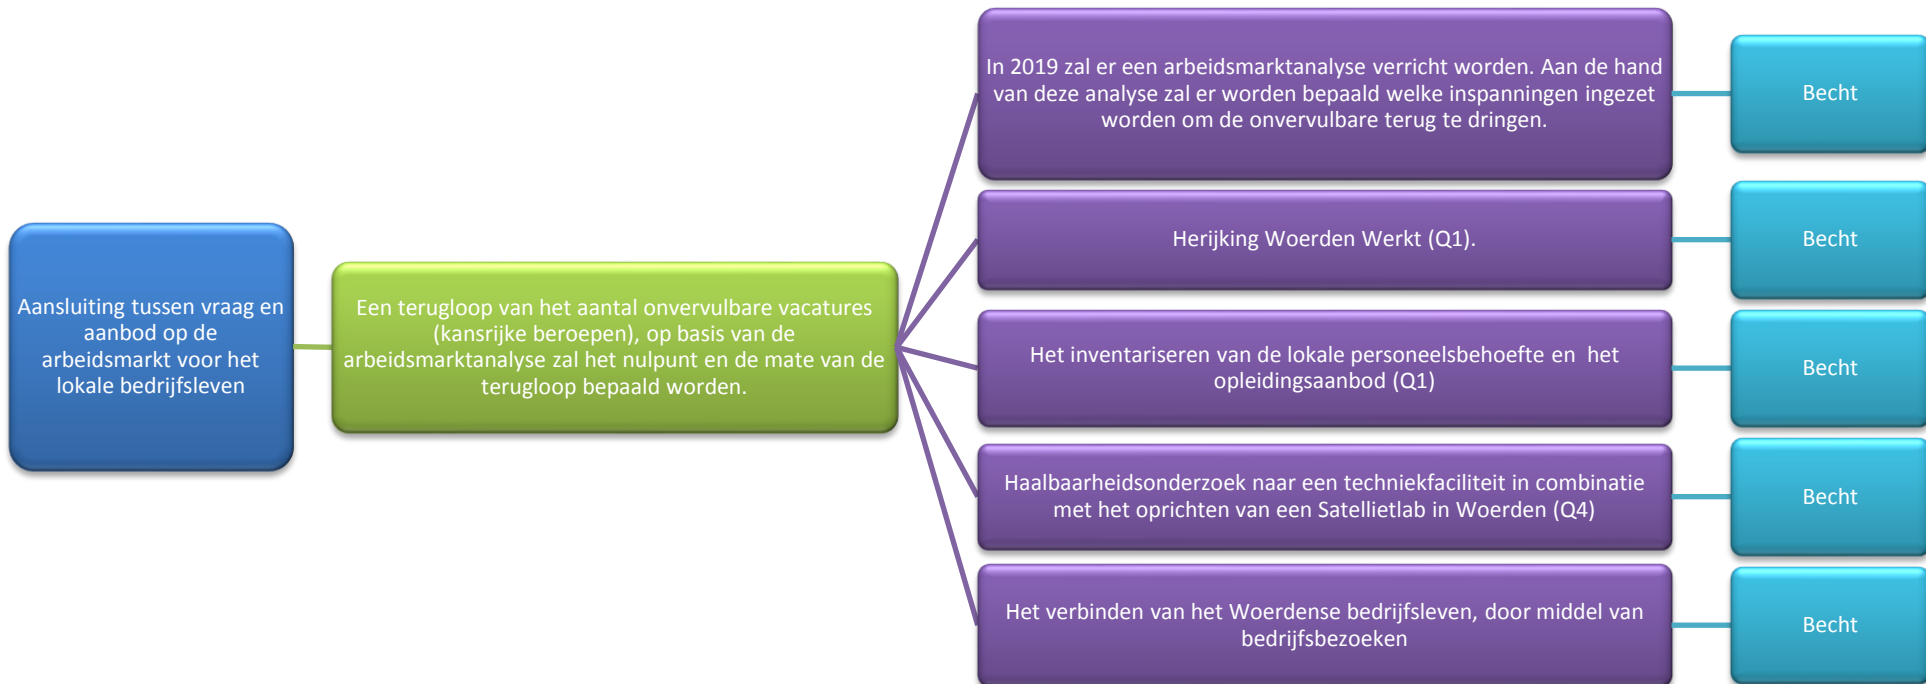 Aansluiting tussen vraag en
aanbod op de
arbeidsmarkt voor het
lokale bedrijfsleven
Een terugloop van het aantal onvervulbare vacatures
(kansrijke beroepen), op basis van de
arbeidsmarktanalyse zal het nulpunt en de mate van de
terugloop bepaald worden.
In 2019 zal er een arbeidsmarktanalyse verricht worden. Aan de hand
van deze analyse zal er worden bepaald welke inspanningen ingezet
worden om de onvervulbare terug te dringen.
Becht
Herijking Woerden Werkt (Q1).
Becht
Het inventariseren van de lokale personeelsbehoefte en  het
opleidingsaanbod (Q1)
Becht
Haalbaarheidsonderzoek naar een techniekfaciliteit in combinatie
met het oprichten van een Satellietlab in Woerden (Q4)
Becht
Het verbinden van het Woerdense bedrijfsleven, door middel van
bedrijfsbezoeken
Becht